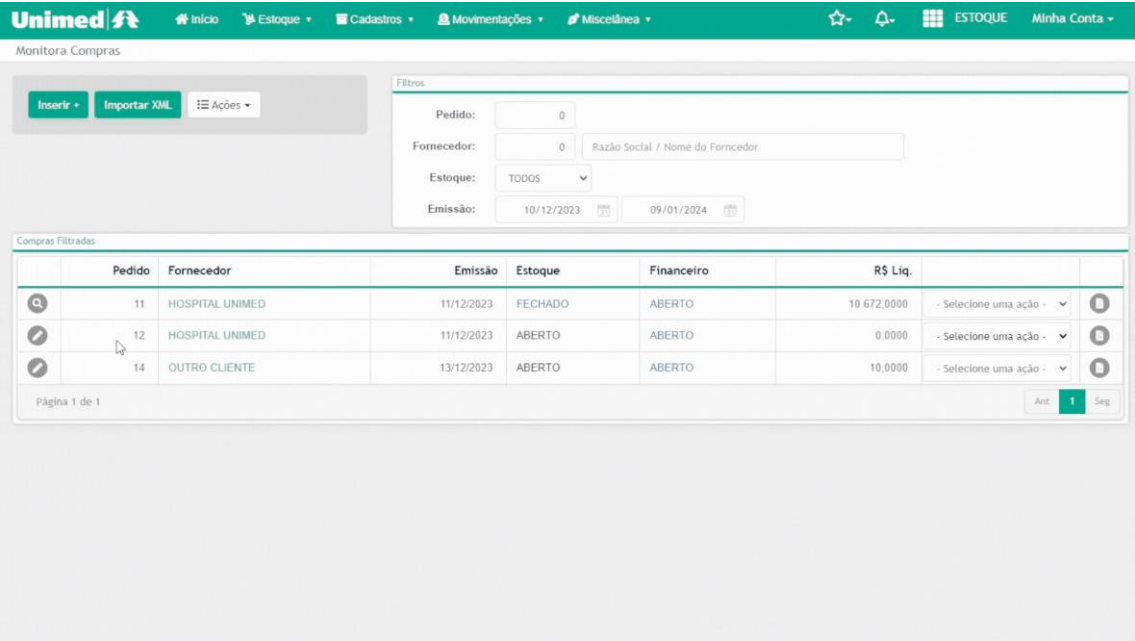 Unimed Início Estoque Cadastros Movimentações Miscelânea ESTOQUE Minha Conta
Monitora Compras
Inserir + Importar XML Ações
Filtros
Pedido: 0
Fornecedor: 0 Razão Social / Nome do Forncedor
Estoque: TODOS
Emissão: 10/12/2023 09/01/2024
Compras Filtradas
Pedido Fornecedor Emissão Estoque Financeiro R$ Liq.
11 HOSPITAL UNIMED 11/12/2023 FECHADO ABERTO 10.672,0000 - Selecione uma ação -
12 HOSPITAL UNIMED 11/12/2023 ABERTO ABERTO 0,0000 - Selecione uma ação -
14 OUTRO CLIENTE 13/12/2023 ABERTO ABERTO 10,0000 - Selecione uma ação -
Página 1 de 1 Ant 1 Seg